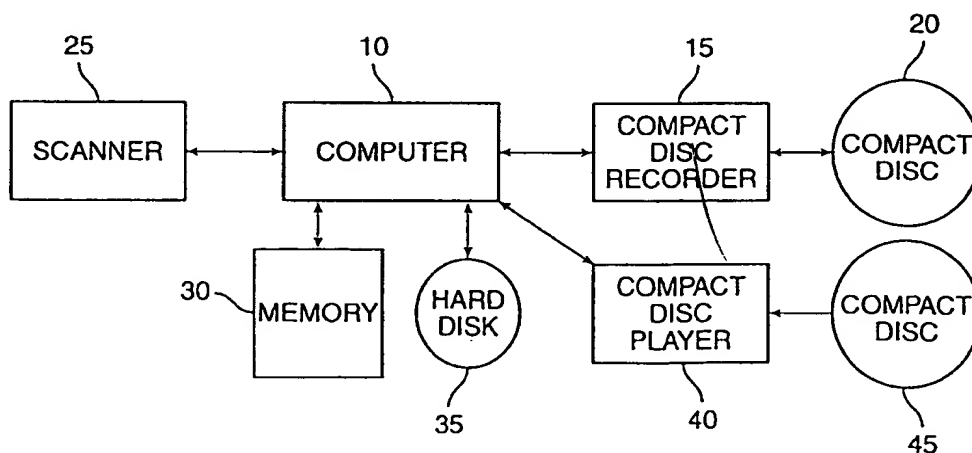 25
10
15
20
SCANNER
COMPUTER
COMPACT
DISC
RECORDER
COMPACT
DISC
30
MEMORY
HARD
DISK
COMPACT
DISC
PLAYER
COMPACT
DISC
35
40
45